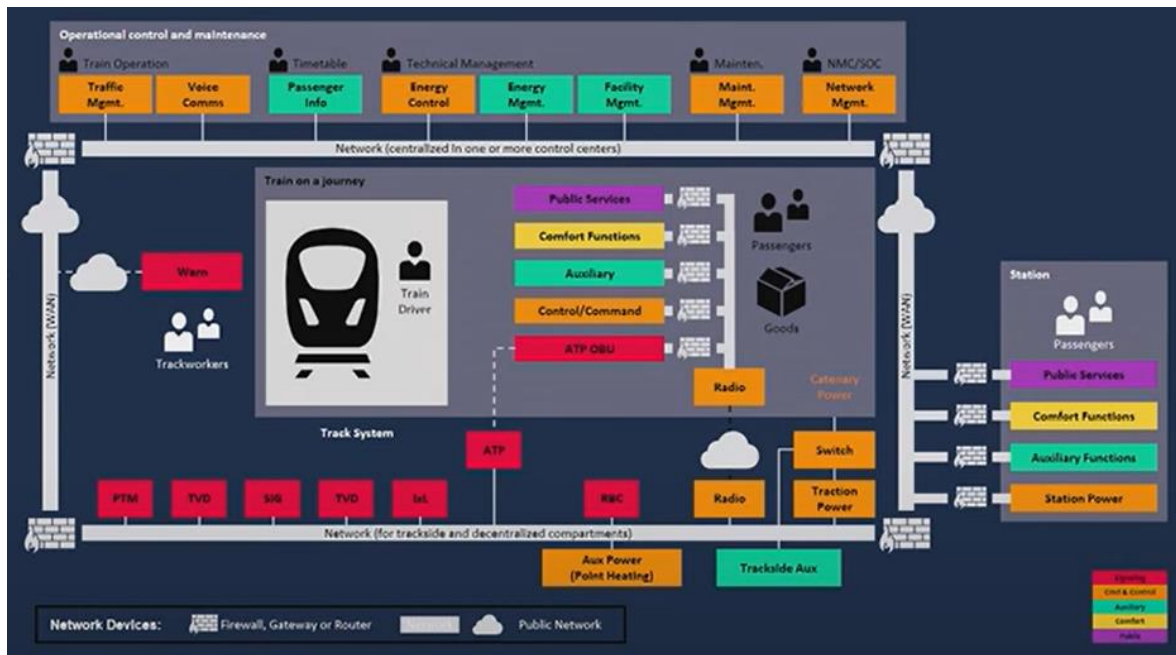 Operational control and maintenance
Train Operation
Timetable
Technical Management
Mainten.
NMC/SOC
Traffic
Mgmt.
Voice
Comms
Passenger
Info
Energy
Control
Energy
Mgmt.
Facility
Mgmt.
Maint.
Mgmt.
Network
Mgmt.
Network (centralized in one or more control centers)
Train on a journey
Public Services
Comfort Functions
Auxiliary
Control/Command
ATP OBU
Train
Driver
Passengers
Goods
Radio
Catenary
Power
Warn
Trackworkers
Network (WAN)
Network (WAN)
Station
Passengers
Public Services
Comfort Functions
Auxiliary Functions
Station Power
Track System
ATP
Switch
PTM
TVD
SIG
TVD
IxL
RBC
Radio
Traction
Power
Network (for trackside and decentralized compartments)
Aux Power
(Point Heating)
Trackside Aux
Network Devices:
Firewall, Gateway or Router
Network
Public Network
Signaling
Cmd & Control
Auxiliary
Comfort
Public